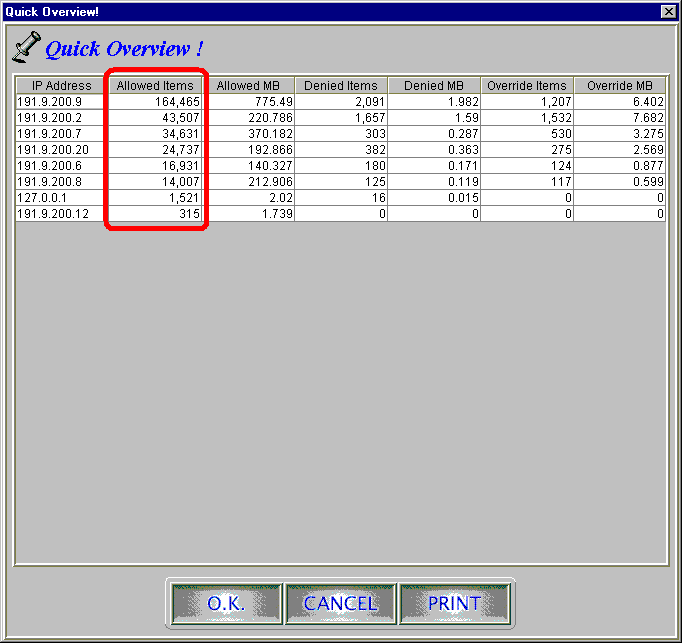 Quick Overview!
Quick Overview !
IP Address Allowed Items Allowed MB Denied Items Denied MB Override Items Override MB
191.9.200.9 164,465 775.49 2,091 1.982 1,207 6.402
191.9.200.2 43,507 220.786 1,657 1.59 1,532 7.682
191.9.200.7 34,631 370.182 303 0.287 530 3.275
191.9.200.20 24,737 192.866 382 0.363 275 2.569
191.9.200.6 16,931 140.327 180 0.171 124 0.877
191.9.200.8 14,007 212.906 125 0.119 117 0.599
127.0.0.1 1,521 2.02 16 0.015 0 0
191.9.200.12 315 1.739 0 0 0 0
O.K. CANCEL PRINT